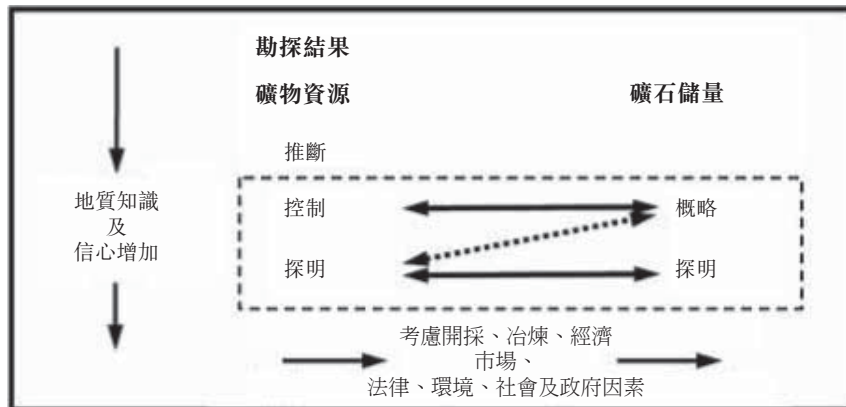 勘探結果
礦物資源
礦石儲量
推斷
地質知識
及
信心增加
控制
概略
探明
探明
考慮開採、冶煉、經濟
市場、
法律、環境、社會及政府因素